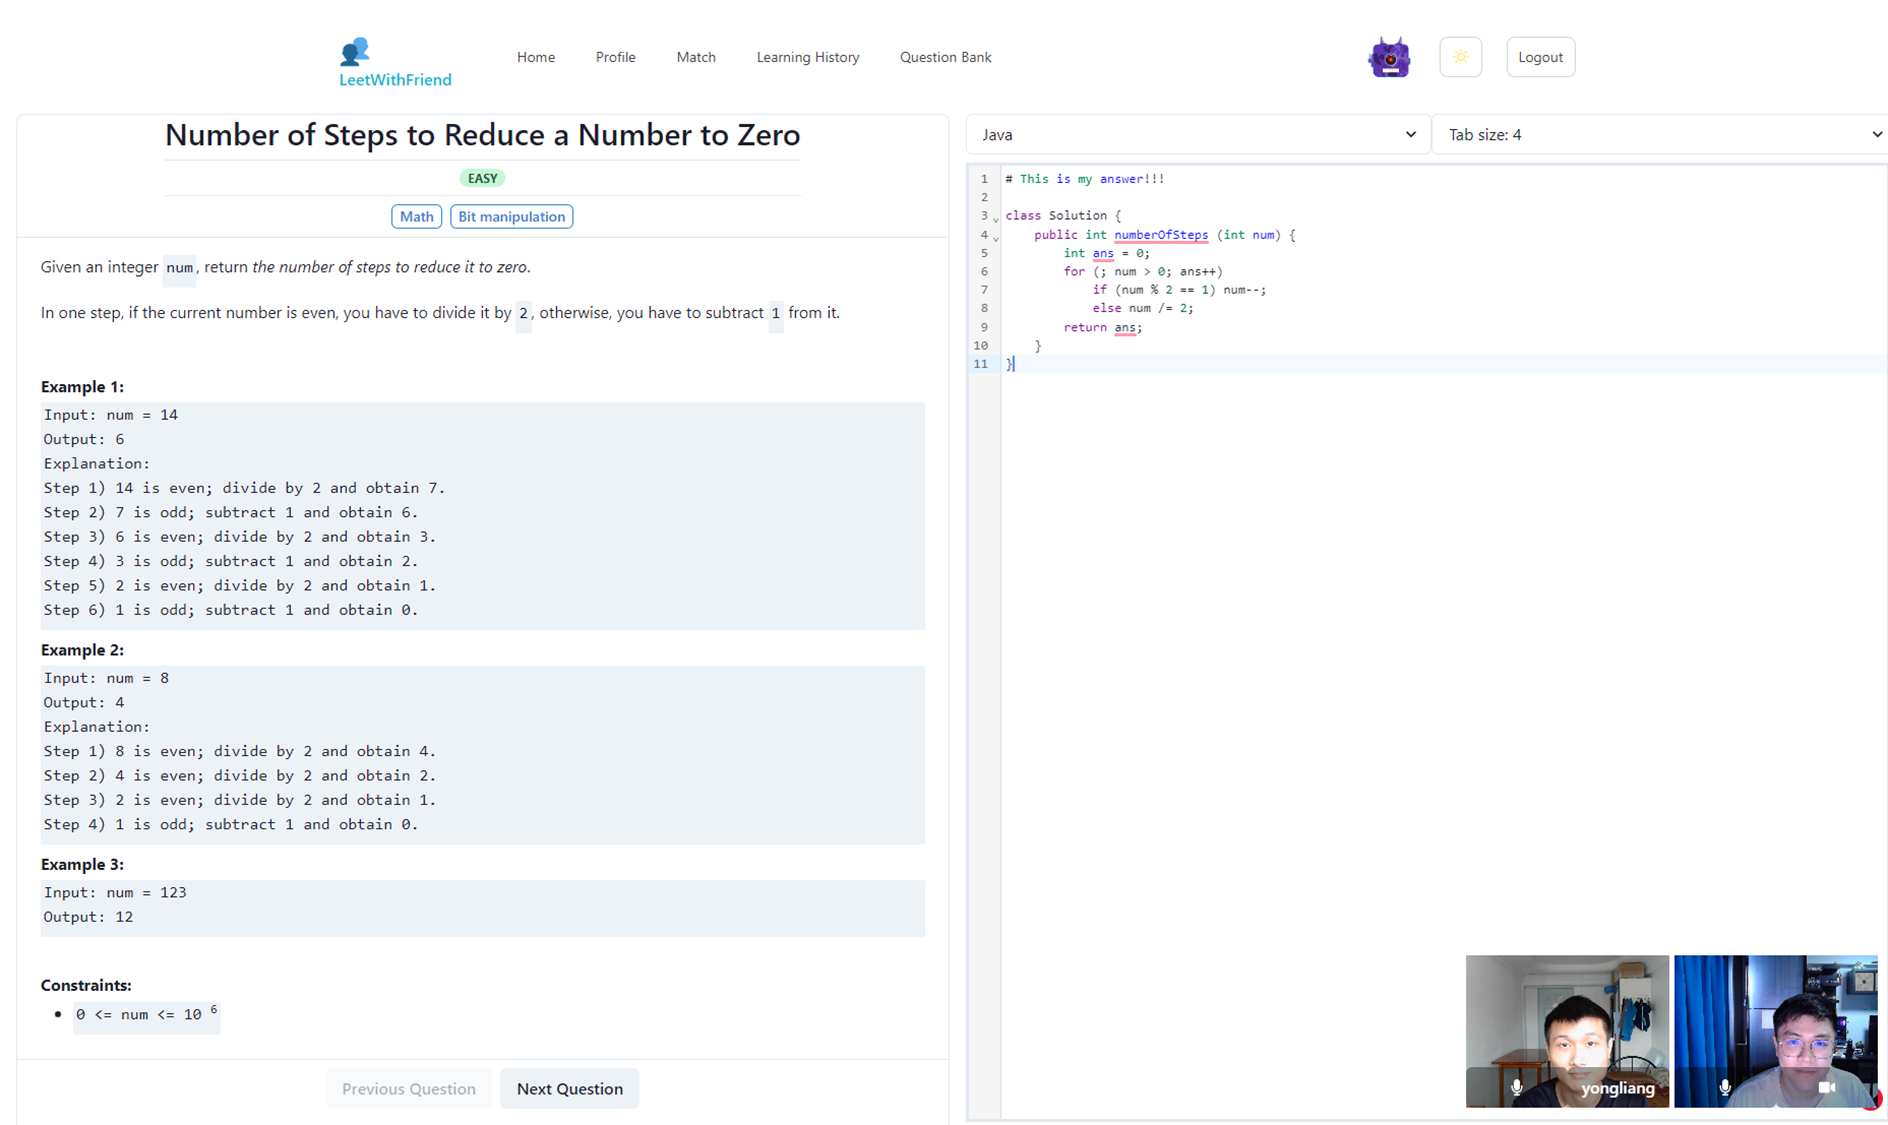 LeetWithFriend
Home Profile Match Learning History Question Bank
Logout
Number of Steps to Reduce a Number to Zero
EASY
Math Bit manipulation
Given an integer num, return the number of steps to reduce it to zero.
In one step, if the current number is even, you have to divide it by 2, otherwise, you have to subtract 1 from it.
Example 1:
Input: num = 14
Output: 6
Explanation:
Step 1) 14 is even; divide by 2 and obtain 7.
Step 2) 7 is odd; subtract 1 and obtain 6.
Step 3) 6 is even; divide by 2 and obtain 3.
Step 4) 3 is odd; subtract 1 and obtain 2.
Step 5) 2 is even; divide by 2 and obtain 1.
Step 6) 1 is odd; subtract 1 and obtain 0.
Example 2:
Input: num = 8
Output: 4
Explanation:
Step 1) 8 is even; divide by 2 and obtain 4.
Step 2) 4 is even; divide by 2 and obtain 2.
Step 3) 2 is even; divide by 2 and obtain 1.
Step 4) 1 is odd; subtract 1 and obtain 0.
Example 3:
Input: num = 123
Output: 12
Constraints:
• 0 <= num <= 10 6
Previous Question Next Question
Java Tab size: 4
1 # This is my answer!!!
2
3 class Solution {
4     public int numberOfSteps (int num) {
5         int ans = 0;
6         for (; num > 0; ans++)
7             if (num % 2 == 1) num--;
8             else num /= 2;
9         return ans;
10     }
11 }
yongliang